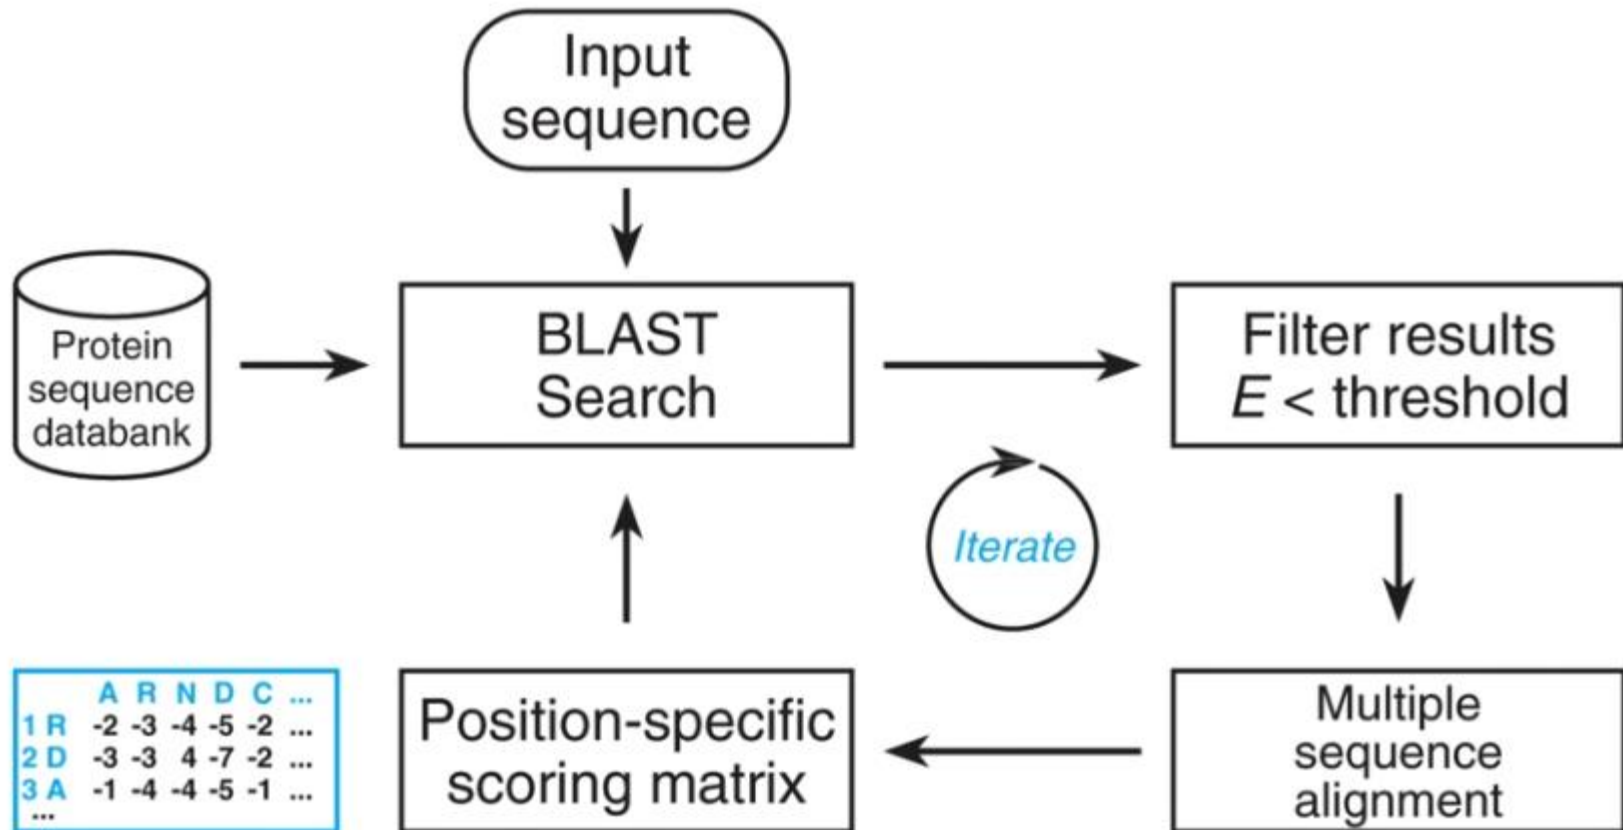 Input
sequence
Protein
sequence
databank
BLAST
Search
Filter results
E < threshold
Iterate
A R N D C ...
1 R -2 -3 -4 -5 -2 ...
2 D -3 -3 4 -7 -2 ...
3 A -1 -4 -4 -5 -1 ...
...
Position-specific
scoring matrix
Multiple
sequence
alignment